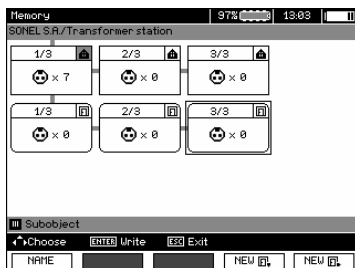 Memory 97% 13:03
SONEL S.A./Transformer station
1/3 2/3 3/3
× 7 × 0 × 0
1/3 2/3 3/3
× 0 × 0 × 0
Subobject
Choose ENTER Write ESC Exit
NAME NEW NEW